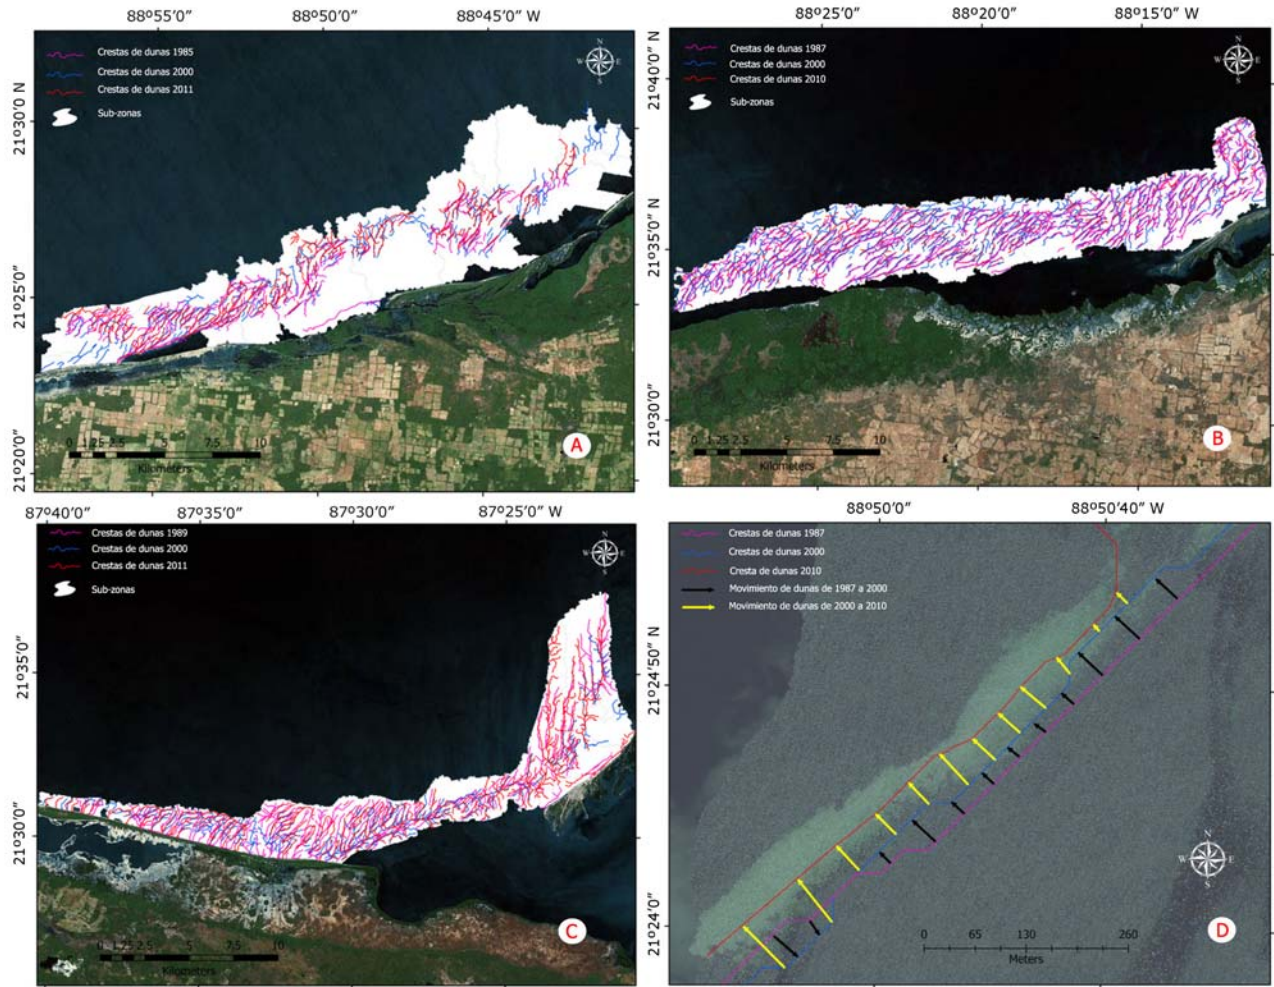 88º55′0″ 88º50′0″ 88º45′0″ W
Crestas de dunas 1985
Crestas de dunas 2000
Crestas de dunas 2011
Sub-zonas
N
W E
S
21º30′0 N
21º25′0″
21º20′0″
0 1.25 2.5 5 7.5 10
Kilometers
A
88º25′0″ 88º20′0″ 88º15′0″ W
Crestas de dunas 1987
Crestas de dunas 2000
Crestas de dunas 2010
Sub-zonas
N
W E
S
21º40′0″ N
21º35′0″ N
21º30′0″
0 1.25 2.5 5 7.5 10
Kilometers
B
87º40′0″ 87º35′0″ 87º30′0″ 87º25′0″ W
Crestas de dunas 1989
Crestas de dunas 2000
Crestas de dunas 2011
Sub-zonas
N
W E
S
21º35′0″ N
21º30′0″
0 1.25 2.5 5 7.5 10
Kilometers
C
88º50′0″ 88º50′40″ W
Crestas de dunas 1987
Crestas de dunas 2000
Cresta de dunas 2010
Movimiento de dunas de 1987 a 2000
Movimiento de dunas de 2000 a 2010
21º24′50″ N
21º24′0″
N
W E
S
0 65 130 260
Meters
D